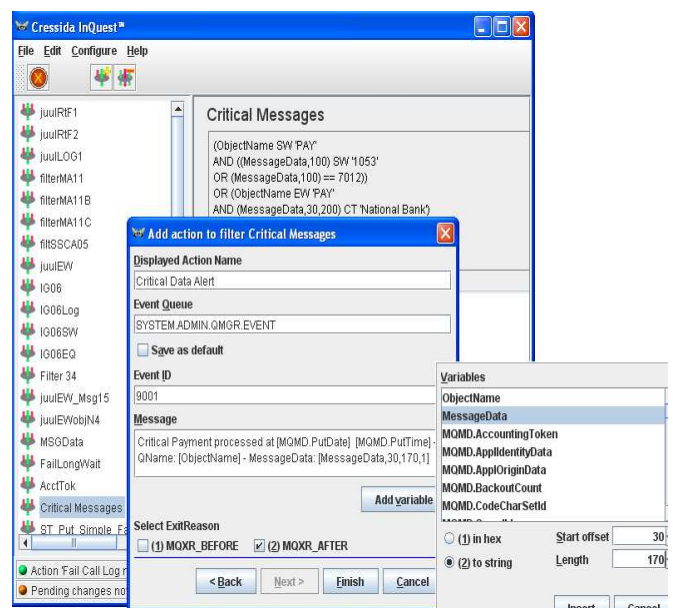 Cressida InQuest™
File Edit Configure Help
juulRtF1
juulRtF2
juulLOG1
filterMA11
filterMA11B
filterMA11C
filtSSCA05
juulEW
IG06
IG06Log
IG06SW
IG06EQ
Filter 34
juulEW_Msg15
juulEWobjN4
MSGData
FailLongWait
AcctTok
Critical Messages
ST_Put_Simple_Fa
Action 'Fail Call Log r
Pending changes no
Critical Messages
(ObjectName SW 'PAY'
AND ((MessageData,100) SW '1053'
OR (MessageData,100) == 7012))
OR (ObjectName EW 'PAY'
AND (MessageData,30,200) CT 'National Bank')
Add action to filter Critical Messages
Displayed Action Name
Critical Data Alert
Event Queue
SYSTEM.ADMIN.QMGR.EVENT
Save as default
Event ID
9001
Message
Critical Payment processed at [MQMD.PutDate] [MQMD.PutTime] -
QName: [ObjectName] - MessageData: [MessageData,30,170,1]
Add variable
Select ExitReason
(1) MQXR_BEFORE (2) MQXR_AFTER
< Back Next > Finish Cancel
Variables
ObjectName
MessageData
MQMD.AccountingToken
MQMD.ApplIdentityData
MQMD.ApplOriginData
MQMD.BackoutCount
MQMD.CodeCharSetId
(1) in hex Start offset 30
(2) to string Length 170
Insert Cancel